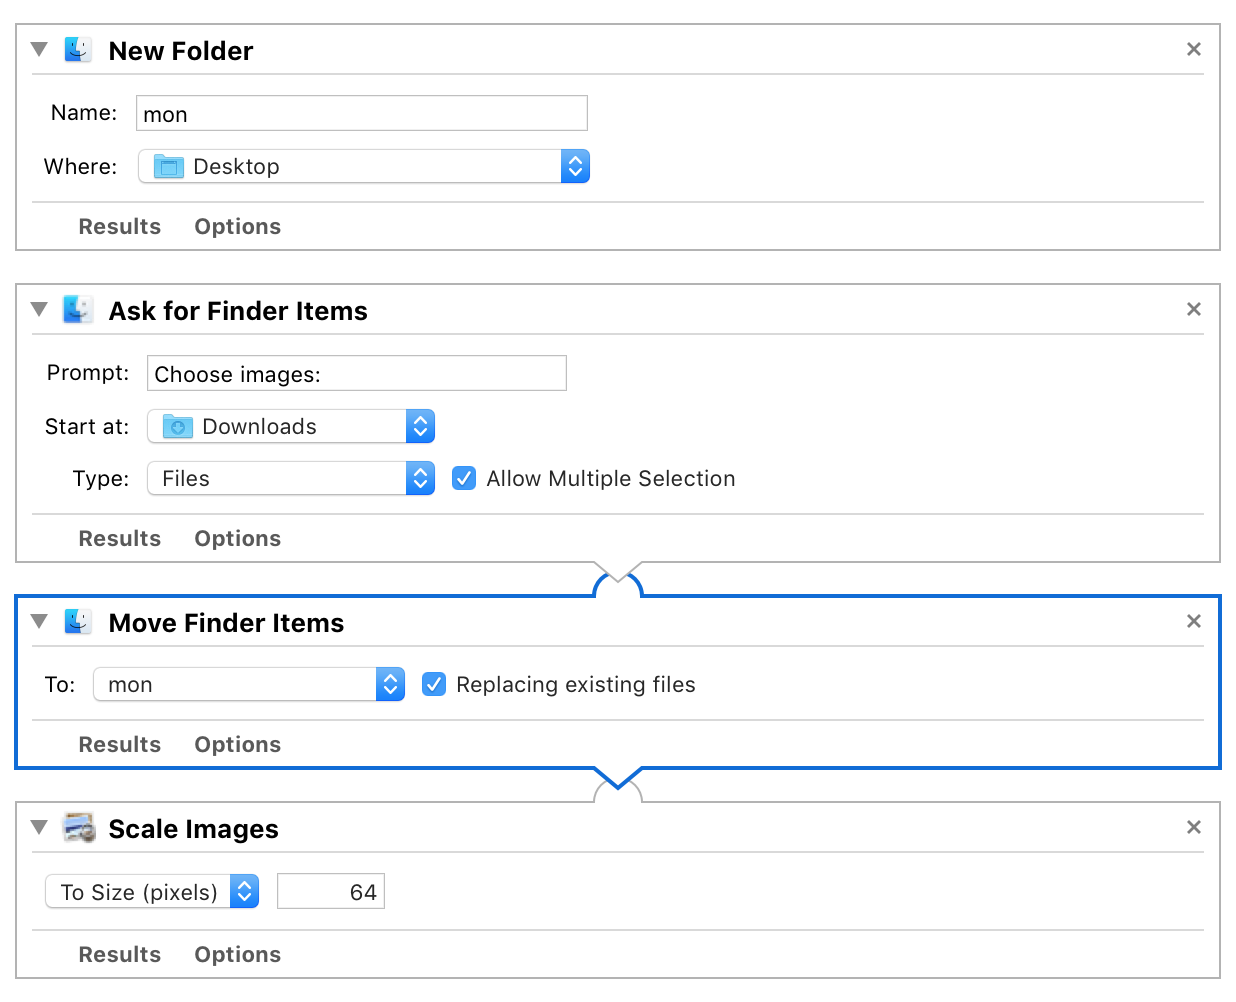 New Folder
Name: mon
Where: Desktop
Results Options
Ask for Finder Items
Prompt: Choose images:
Start at: Downloads
Type: Files Allow Multiple Selection
Results Options
Move Finder Items
To: mon Replacing existing files
Results Options
Scale Images
To Size (pixels) 64
Results Options